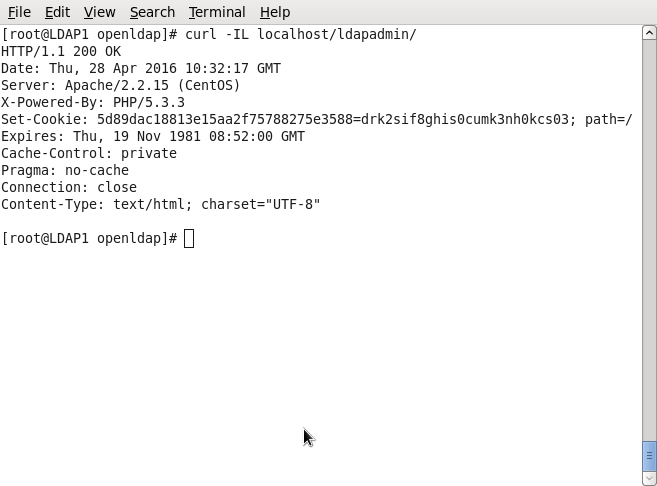 File Edit View Search Terminal Help
[root@LDAP1 openldap]# curl -IL localhost/ldapadmin/
HTTP/1.1 200 OK
Date: Thu, 28 Apr 2016 10:32:17 GMT
Server: Apache/2.2.15 (CentOS)
X-Powered-By: PHP/5.3.3
Set-Cookie: 5d89dac18813e15aa2f75788275e3588=drk2sif8ghis0cumk3nh0kcs03; path=/
Expires: Thu, 19 Nov 1981 08:52:00 GMT
Cache-Control: private
Pragma: no-cache
Connection: close
Content-Type: text/html; charset="UTF-8"
[root@LDAP1 openldap]#